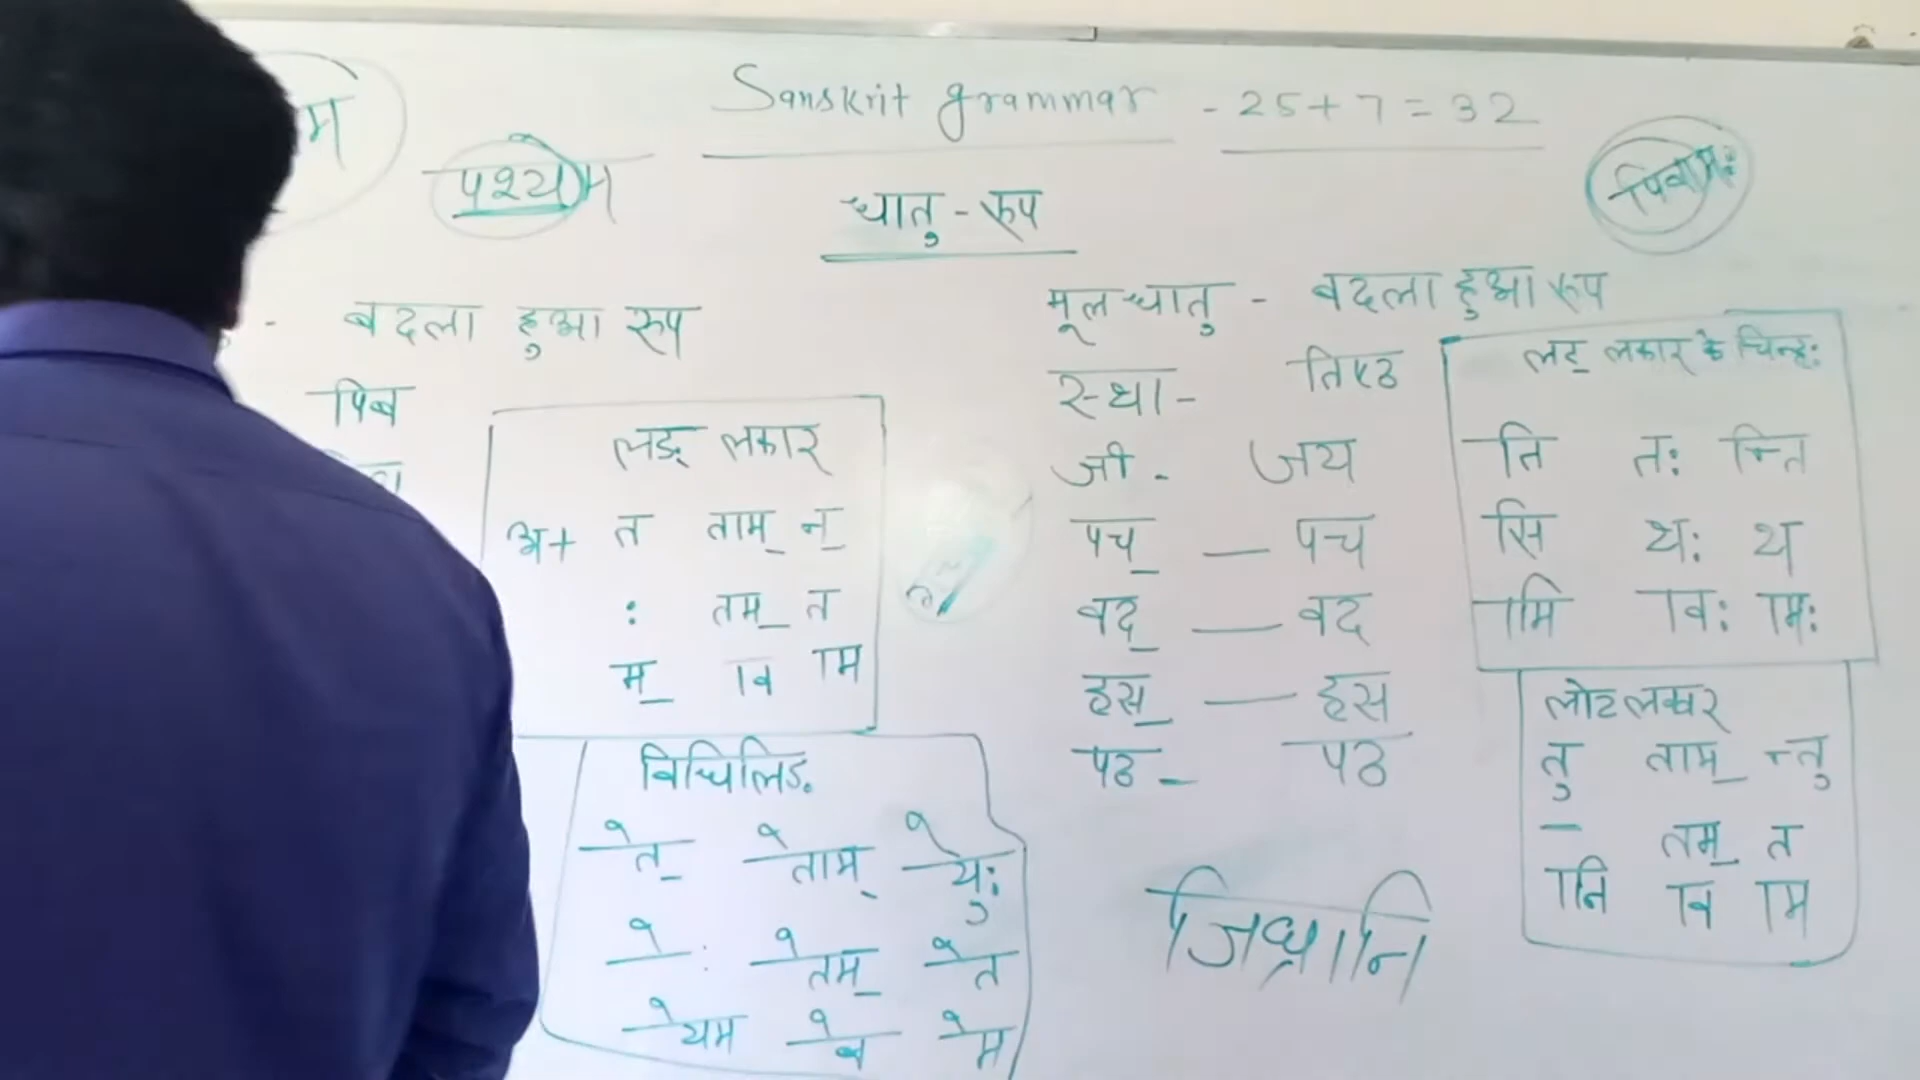 Sanskrit grammar - 25+7=32
म
पश्येम
पिवामः
धातु - रूप
- बदला हुआ रूप
पिब
लङ् लकार
अ+ त ताम् न्
: तम् त
म् ाव ाम
विधिलिङ.
ेत् ेताम् ेयुः
े: ेतम् ेत
ेयम ेव ेम
मूल धातु - बदला हुआ रूप
स्था - तिष्ठ
जी - जय
पच् — पच
वद् — वद
हस् — हस
पठ - पठ
जिघ्रानि
लट् लकार के चिन्ह:
ति तः न्ति
सि थः थ
ामि ावः ामः
लोट लकार
तु ताम् न्तु
– तम् त
ानि ाव ाम